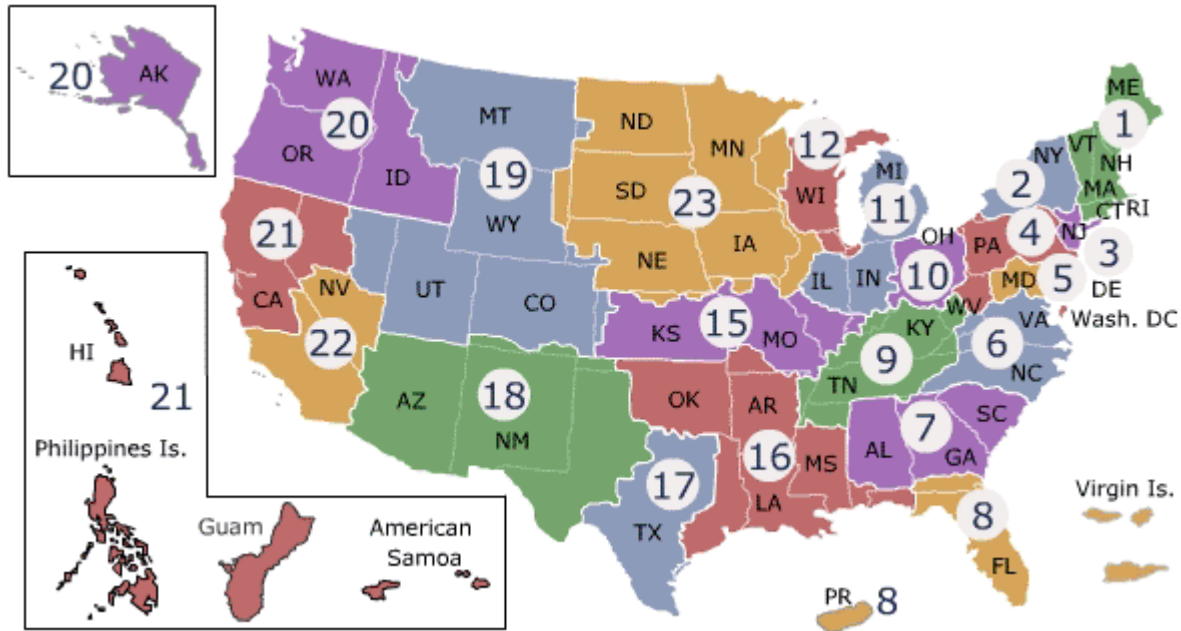 20
AK
WA
20
OR
ID
MT
19
WY
ND
MN
SD
23
NE
IA
12
WI
MI
11
ME
1
VT
NH
NY
2
MA
CT
RI
21
CA
NV
22
UT
CO
KS
15
MO
IL
IN
OH
10
PA
4
NJ
3
MD
5
DE
Wash. DC
WV
VA
6
NC
KY
9
TN
AZ
18
NM
OK
AR
16
MS
LA
17
TX
AL
7
GA
SC
8
FL
PR
8
Virgin Is.
HI
21
Philippines Is.
Guam
American
Samoa